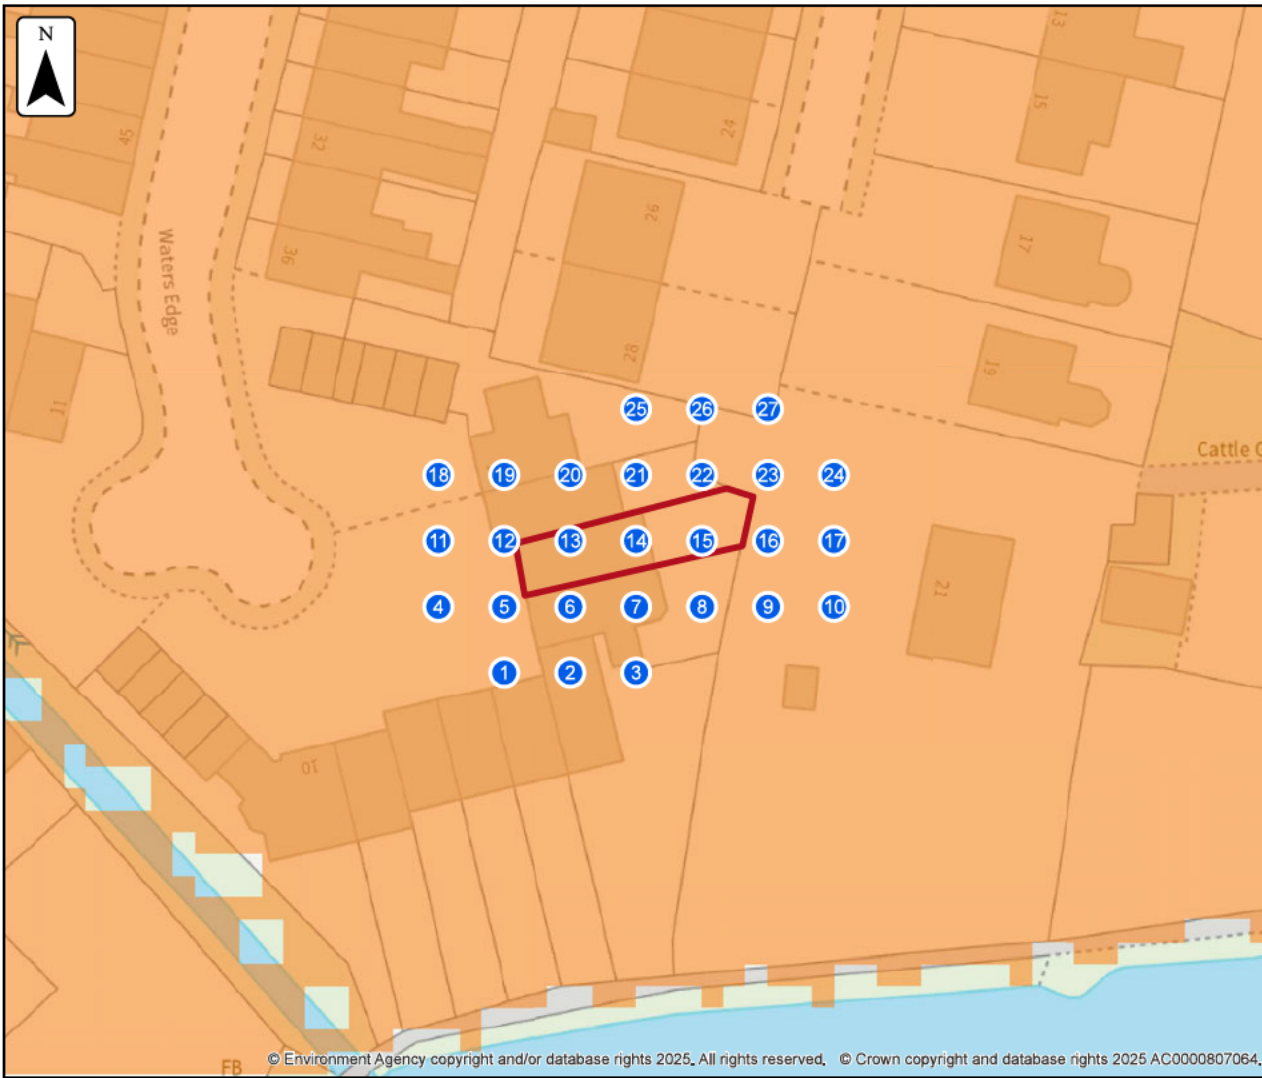 N
13
15
24
45
32
26
36
17
Waters Edge
28
19
11
25 26 27
Cattle G
18 19 20 21 22 23 24
11 12 13 14 15 16 17
21
4 5 6 7 8 9 10
1 2 3
10
© Environment Agency copyright and/or database rights 2025. All rights reserved. © Crown copyright and database rights 2025 AC0000807064.
FB